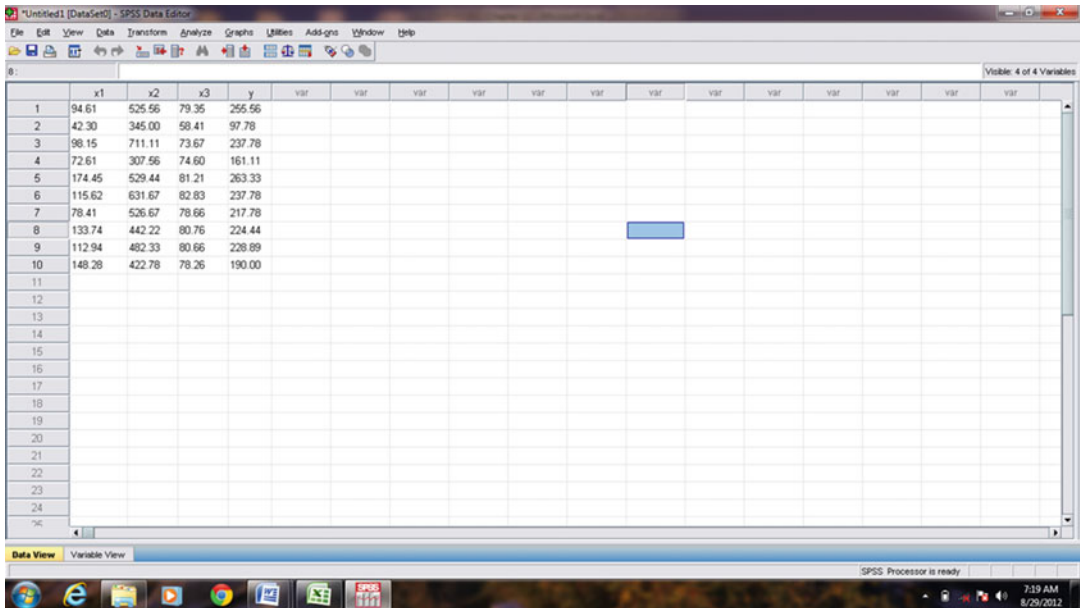 *Untitled1 [DataSet0] - SPSS Data Editor
File Edit View Data Transform Analyze Graphs Utilities Add-ons Window Help
8 :
Visible: 4 of 4 Variables
x1 x2 x3 y var var var var var var var var var var var var
1 94.61 525.56 79.35 255.56
2 42.30 345.00 58.41 97.78
3 98.15 711.11 73.67 237.78
4 72.61 307.56 74.60 161.11
5 174.45 529.44 81.21 263.33
6 115.62 631.67 82.83 237.78
7 78.41 526.67 78.66 217.78
8 133.74 442.22 80.76 224.44
9 112.94 482.33 80.66 228.89
10 148.28 422.78 78.26 190.00
11
12
13
14
15
16
17
18
19
20
21
22
23
24
Data View Variable View
SPSS Processor is ready
SPSS
7:19 AM
8/29/2012